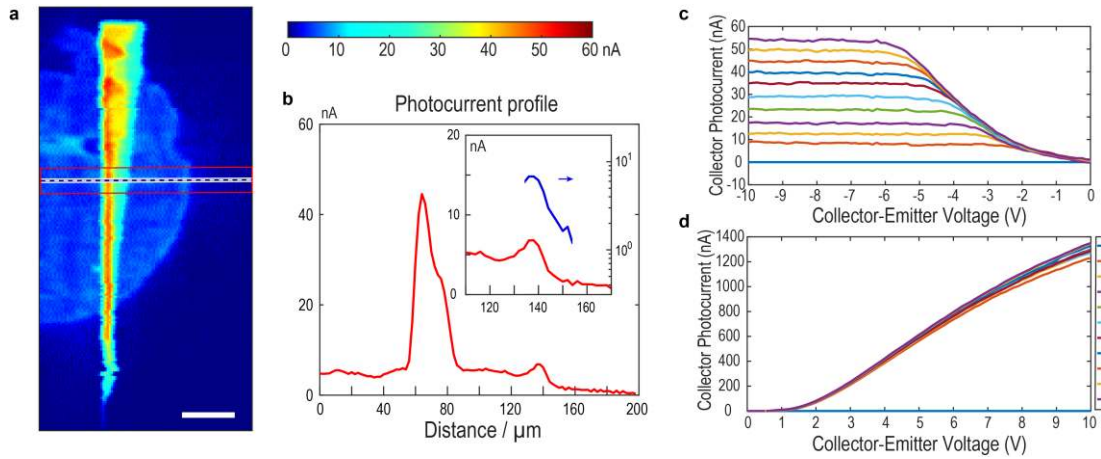 a
0 10 20 30 40 50 60 nA
b
Photocurrent profile
nA
60
40
20
0
0 40 80 120 160 200
Distance / µm
20
nA
15
10
5
0
120 140 160
10¹
10⁰
c
Collector Photocurrent (nA)
60
50
40
30
20
10
0
-10
-10 -9 -8 -7 -6 -5 -4 -3 -2 -1 0
Collector-Emitter Voltage (V)
d
Collector Photocurrent (nA)
1400
1200
1000
800
600
400
200
0
0 1 2 3 4 5 6 7 8 9 10
Collector-Emitter Voltage (V)